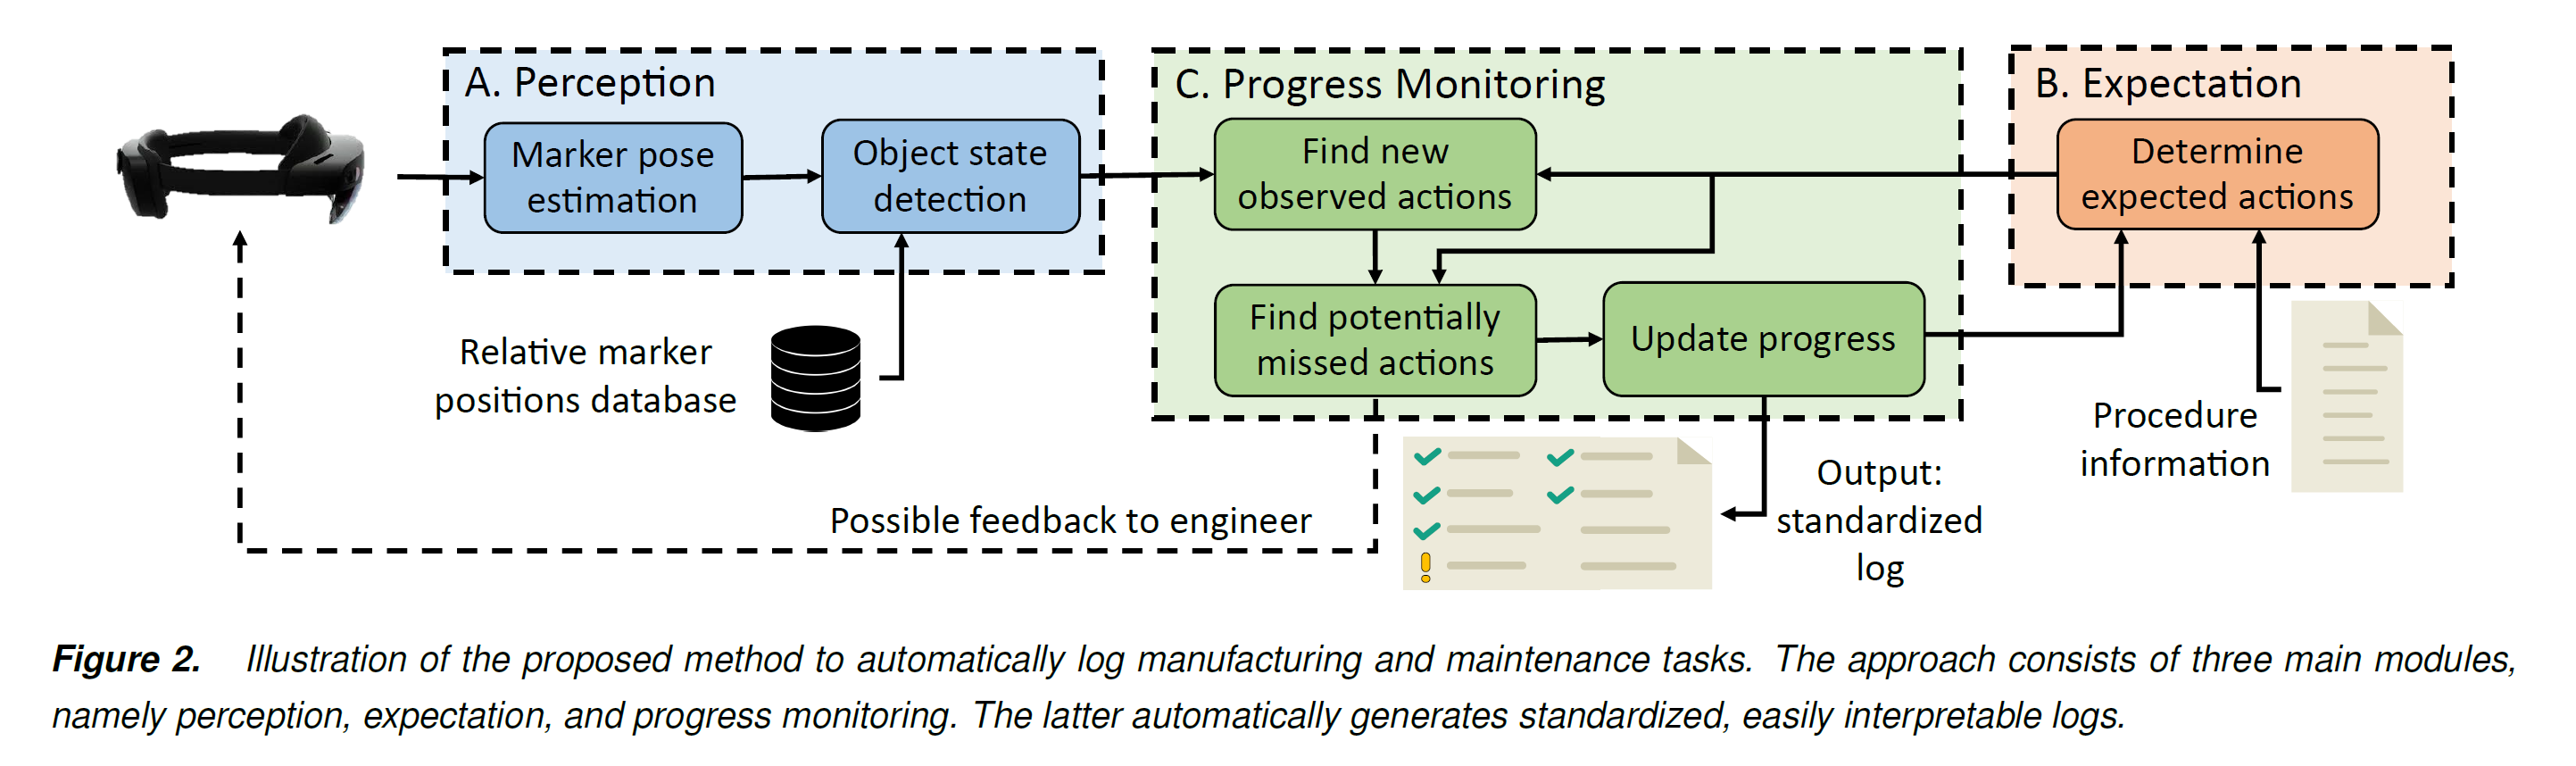 A. Perception
Marker pose
estimation
Object state
detection
Relative marker
positions database
C. Progress Monitoring
Find new
observed actions
Find potentially
missed actions
Update progress
B. Expectation
Determine
expected actions
Procedure
information
Possible feedback to engineer
Output:
standardized
log
Figure 2. Illustration of the proposed method to automatically log manufacturing and maintenance tasks. The approach consists of three main modules,
namely perception, expectation, and progress monitoring. The latter automatically generates standardized, easily interpretable logs.